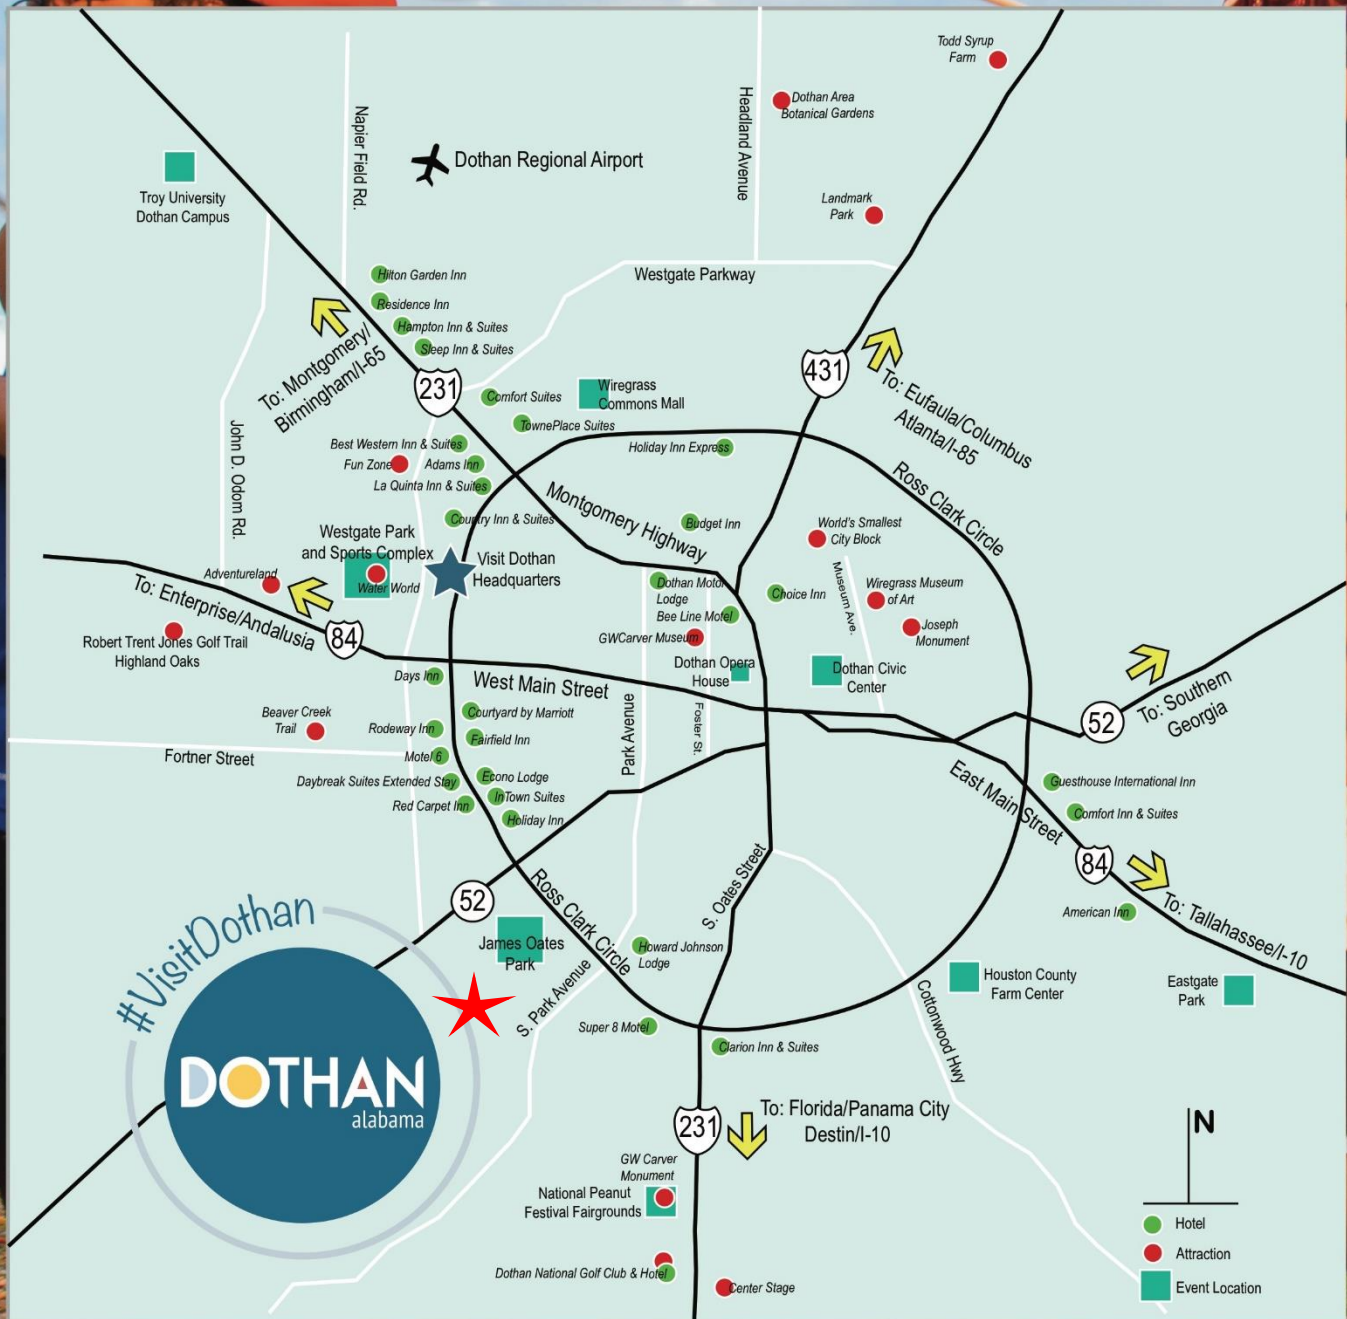 Todd Syrup
Farm
Dothan Area
Botanical Gardens
Headland Avenue
Napier Field Rd.
Dothan Regional Airport
Troy University
Dothan Campus
Landmark
Park
Westgate Parkway
Hilton Garden Inn
Residence Inn
Hampton Inn & Suites
Sleep Inn & Suites
To: Montgomery/
Birmingham/I-65
231
431
To: Eufaula/Columbus
Atlanta/I-85
Comfort Suites
Wiregrass
Commons Mall
TownePlace Suites
John D. Odom Rd.
Best Western Inn & Suites
Fun Zone
Adams Inn
La Quinta Inn & Suites
Holiday Inn Express
Ross Clark Circle
Montgomery Highway
Country Inn & Suites
Budget Inn
World's Smallest
City Block
Westgate Park
and Sports Complex
Water World
Visit Dothan
Headquarters
Adventureland
To: Enterprise/Andalusia
84
Robert Trent Jones Golf Trail
Highland Oaks
Dothan Motor
Lodge
Bee Line Motel
GWCarver Museum
Choice Inn
Museum Ave.
Wiregrass Museum
of Art
Joseph
Monument
Dothan Opera
House
Dothan Civic
Center
Days Inn
West Main Street
Beaver Creek
Trail
Rodeway Inn
Courtyard by Marriott
Fairfield Inn
Park Avenue
Foster St.
52
To: Southern
Georgia
Fortner Street
Motel 6
Daybreak Suites Extended Stay
Red Carpet Inn
Econo Lodge
InTown Suites
Holiday Inn
East Main Street
Guesthouse International Inn
Comfort Inn & Suites
84
American Inn
To: Tallahassee/I-10
52
Ross Clark Circle
S. Oates Street
James Oates
Park
Howard Johnson
Lodge
S. Park Avenue
Super 8 Motel
Clarion Inn & Suites
Cottonwood Hwy
Houston County
Farm Center
Eastgate
Park
#VisitDothan
DOTHAN
alabama
231
To: Florida/Panama City
Destin/I-10
GW Carver
Monument
National Peanut
Festival Fairgrounds
Dothan National Golf Club & Hotel
Center Stage
N
Hotel
Attraction
Event Location